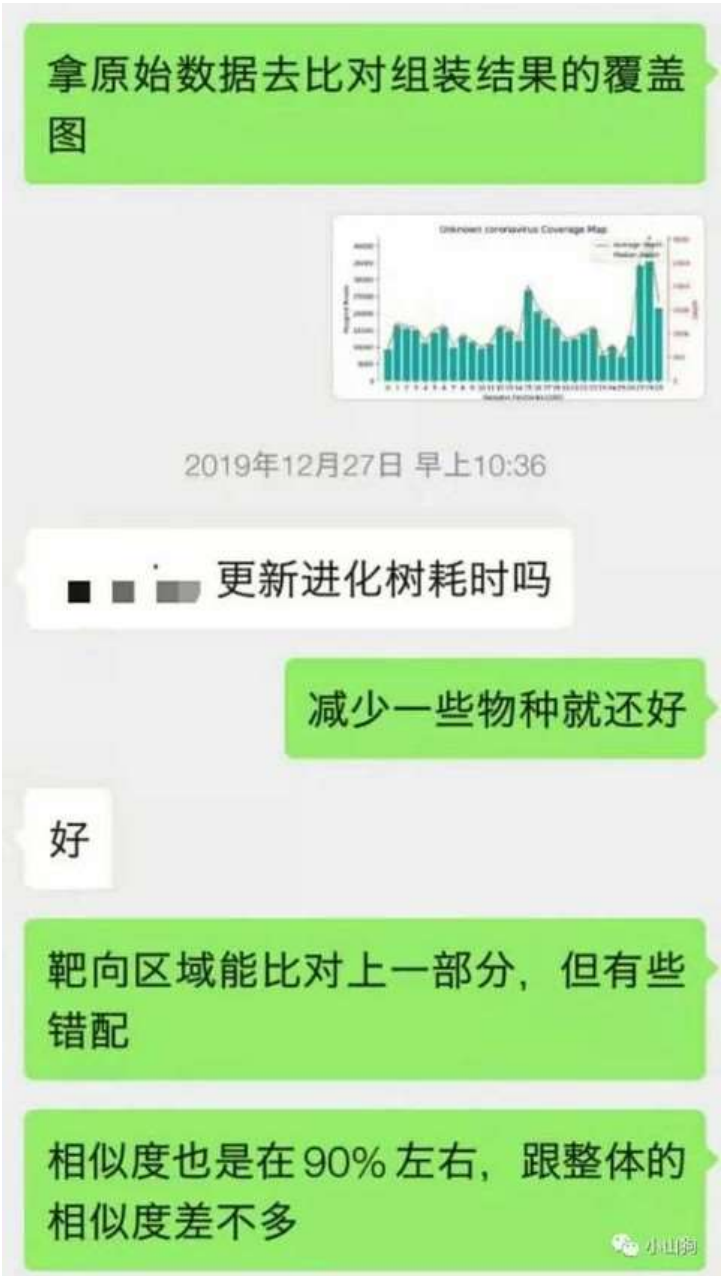 拿原始数据去比对组装结果的覆盖
图
Unknown coronavirus Coverage Map
2019年12月27日 早上10:36
更新进化树耗时吗
减少一些物种就还好
好
靶向区域能比对上一部分，但有些
错配
相似度也是在90%左右，跟整体的
相似度差不多
小山狗